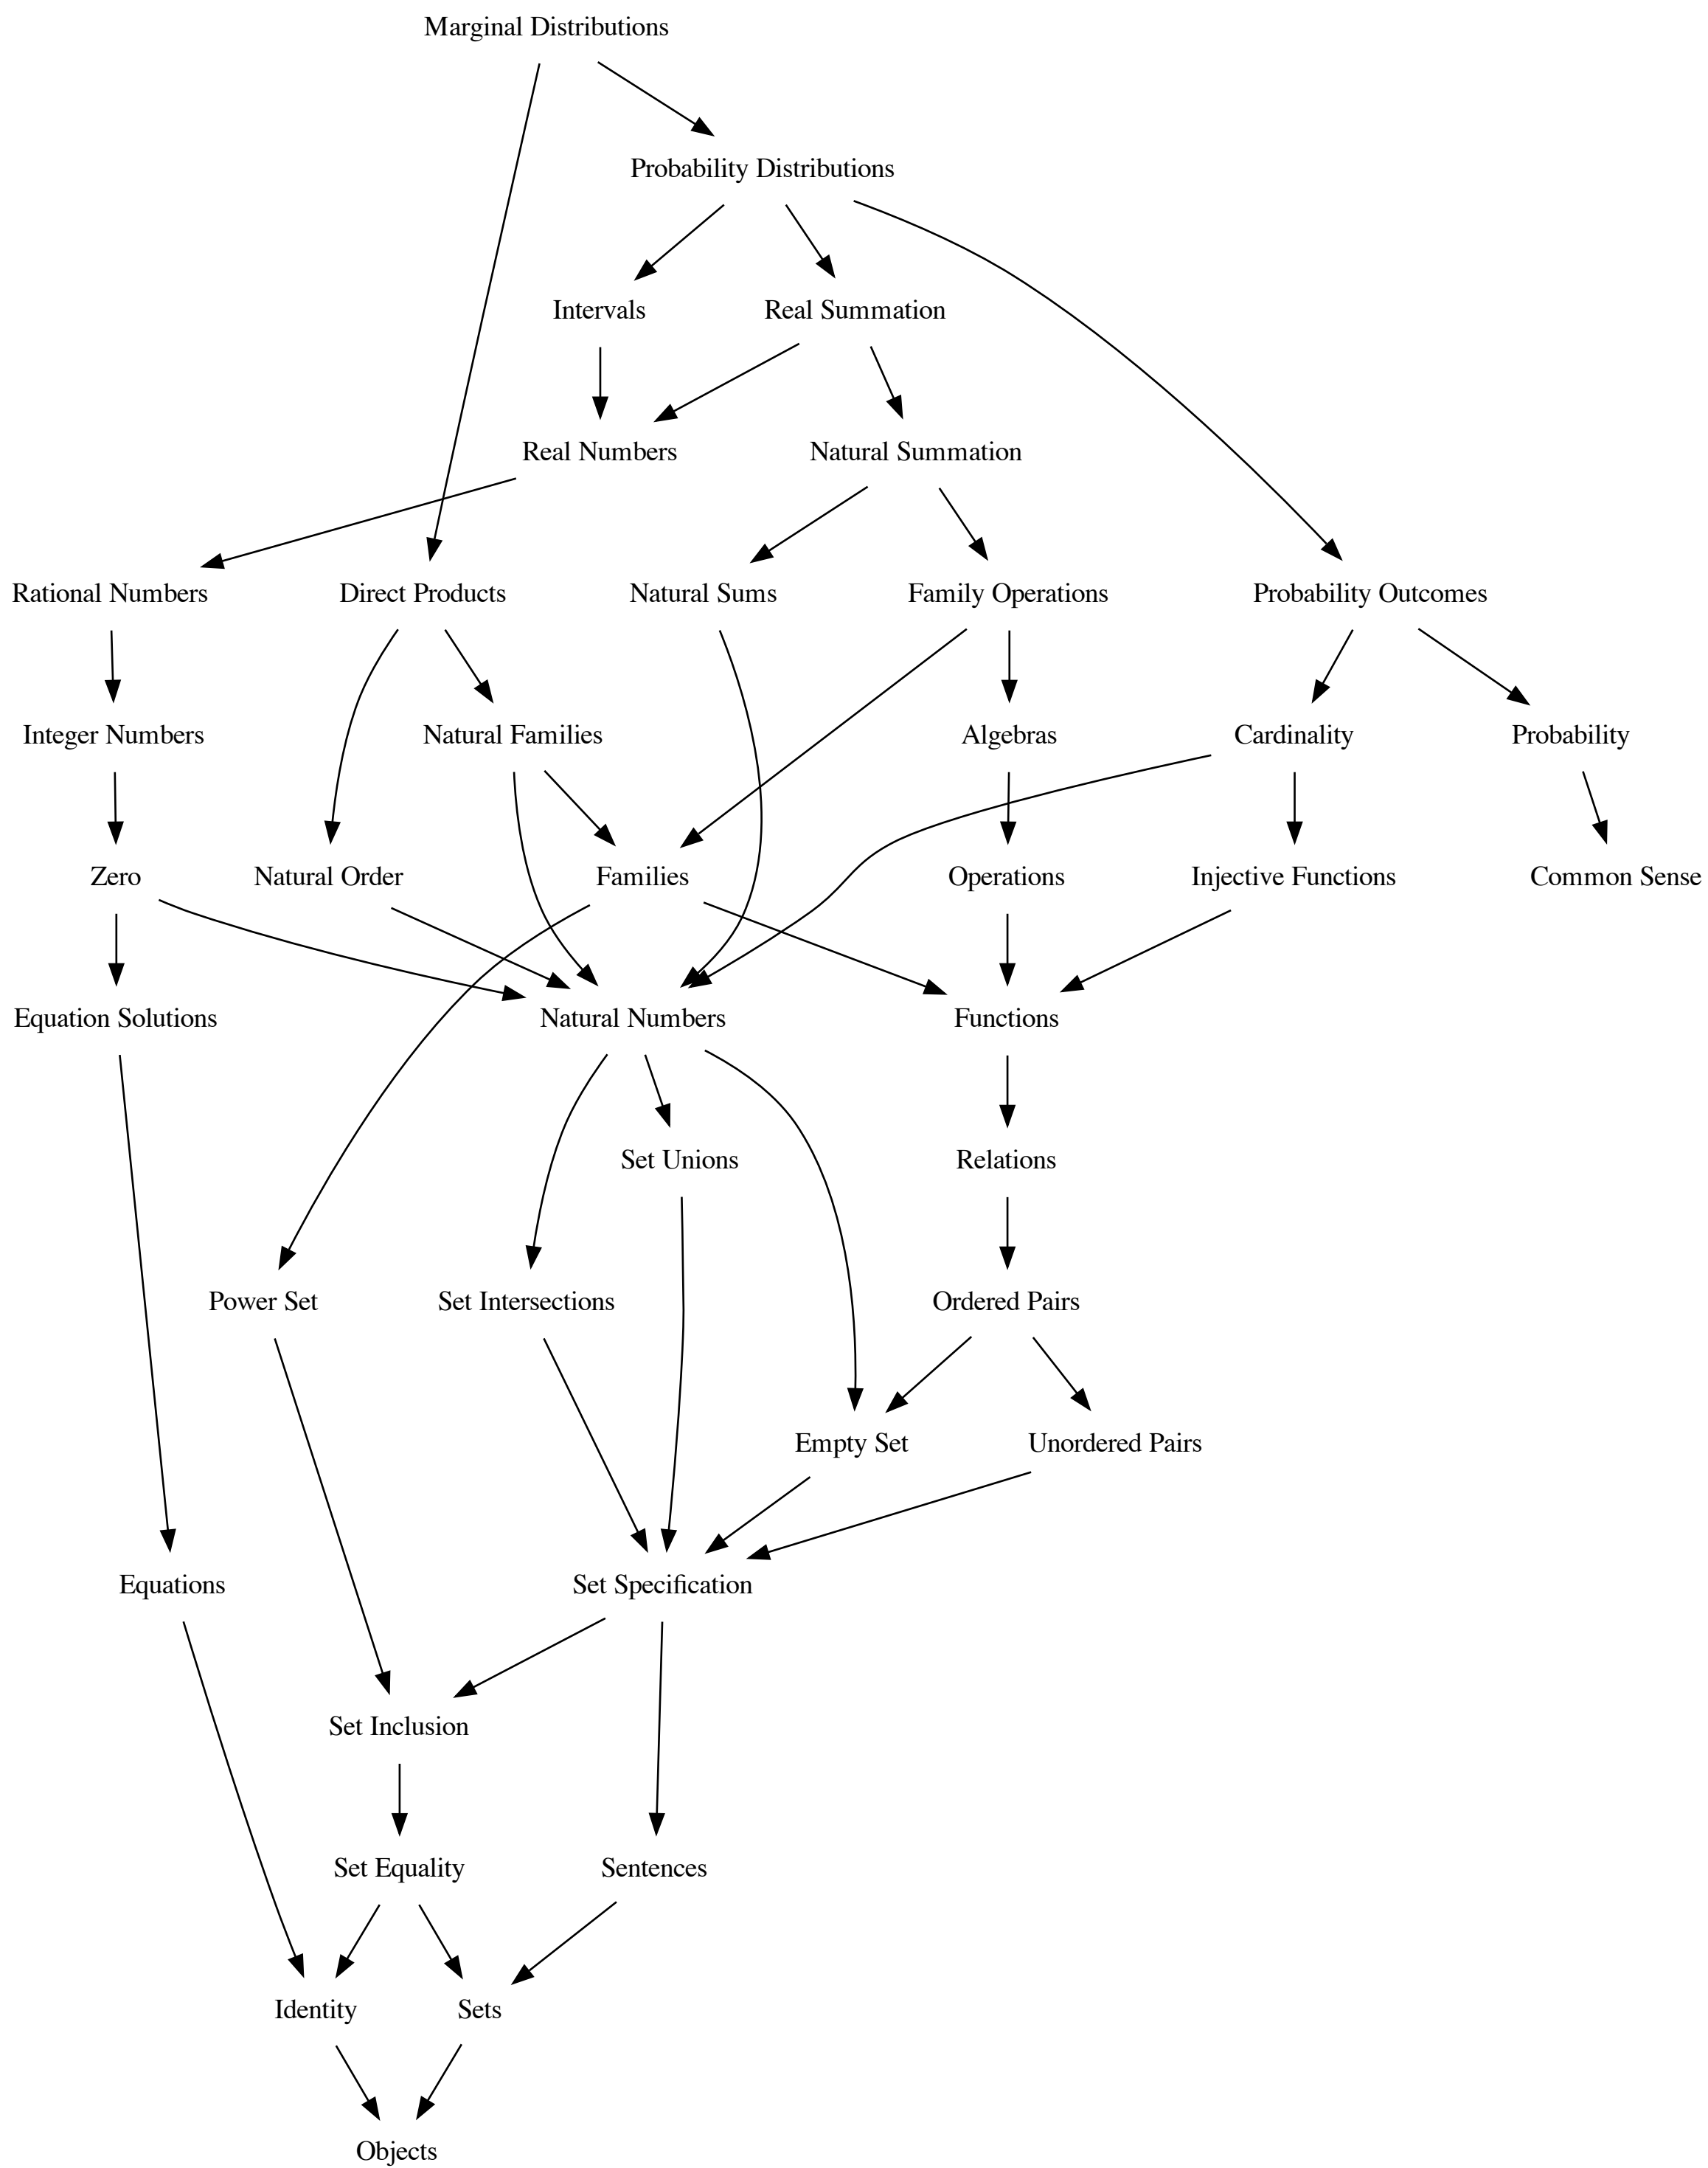 Marginal Distributions
Probability Distributions
Intervals
Real Summation
Real Numbers
Natural Summation
Rational Numbers
Direct Products
Natural Sums
Family Operations
Probability Outcomes
Integer Numbers
Natural Families
Algebras
Cardinality
Probability
Zero
Natural Order
Families
Operations
Injective Functions
Common Sense
Equation Solutions
Natural Numbers
Functions
Set Unions
Relations
Power Set
Set Intersections
Ordered Pairs
Empty Set
Unordered Pairs
Equations
Set Specification
Set Inclusion
Set Equality
Sentences
Identity
Sets
Objects